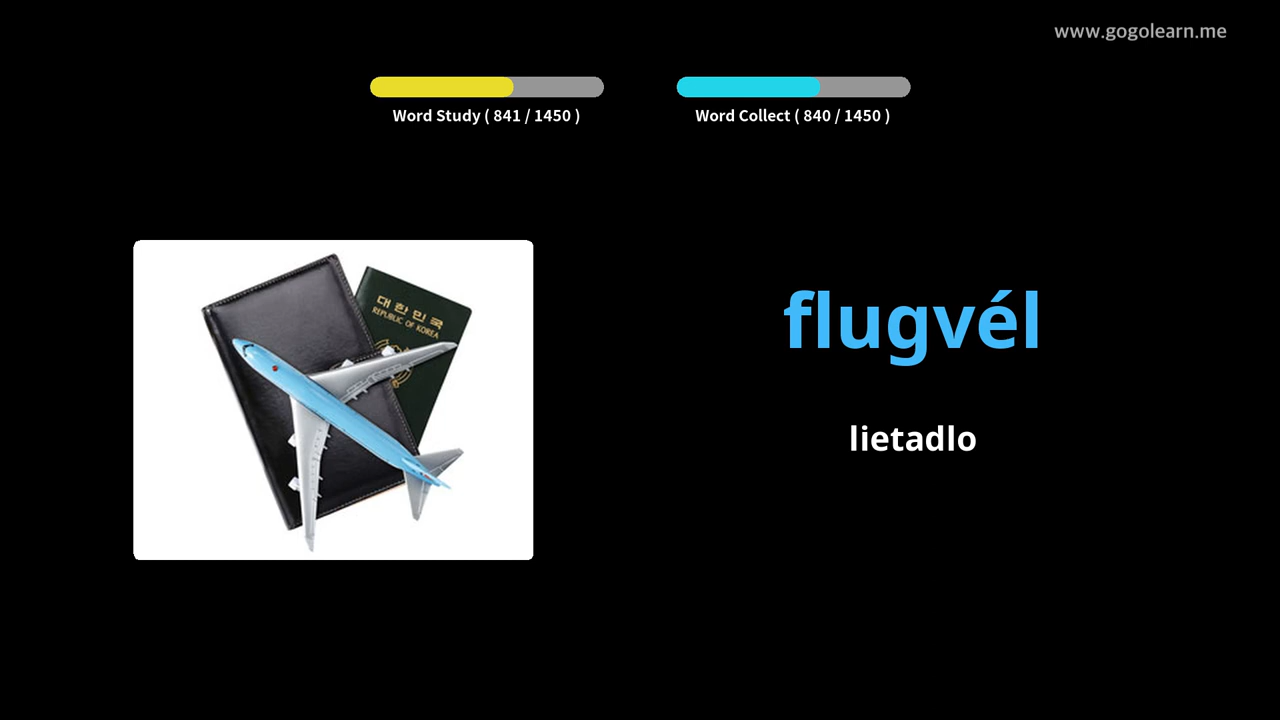 www.gogolearn.me
Word Study ( 841 / 1450 )
Word Collect ( 840 / 1450 )
대한민국
REPUBLIC OF KOREA
flugvél
lietadlo